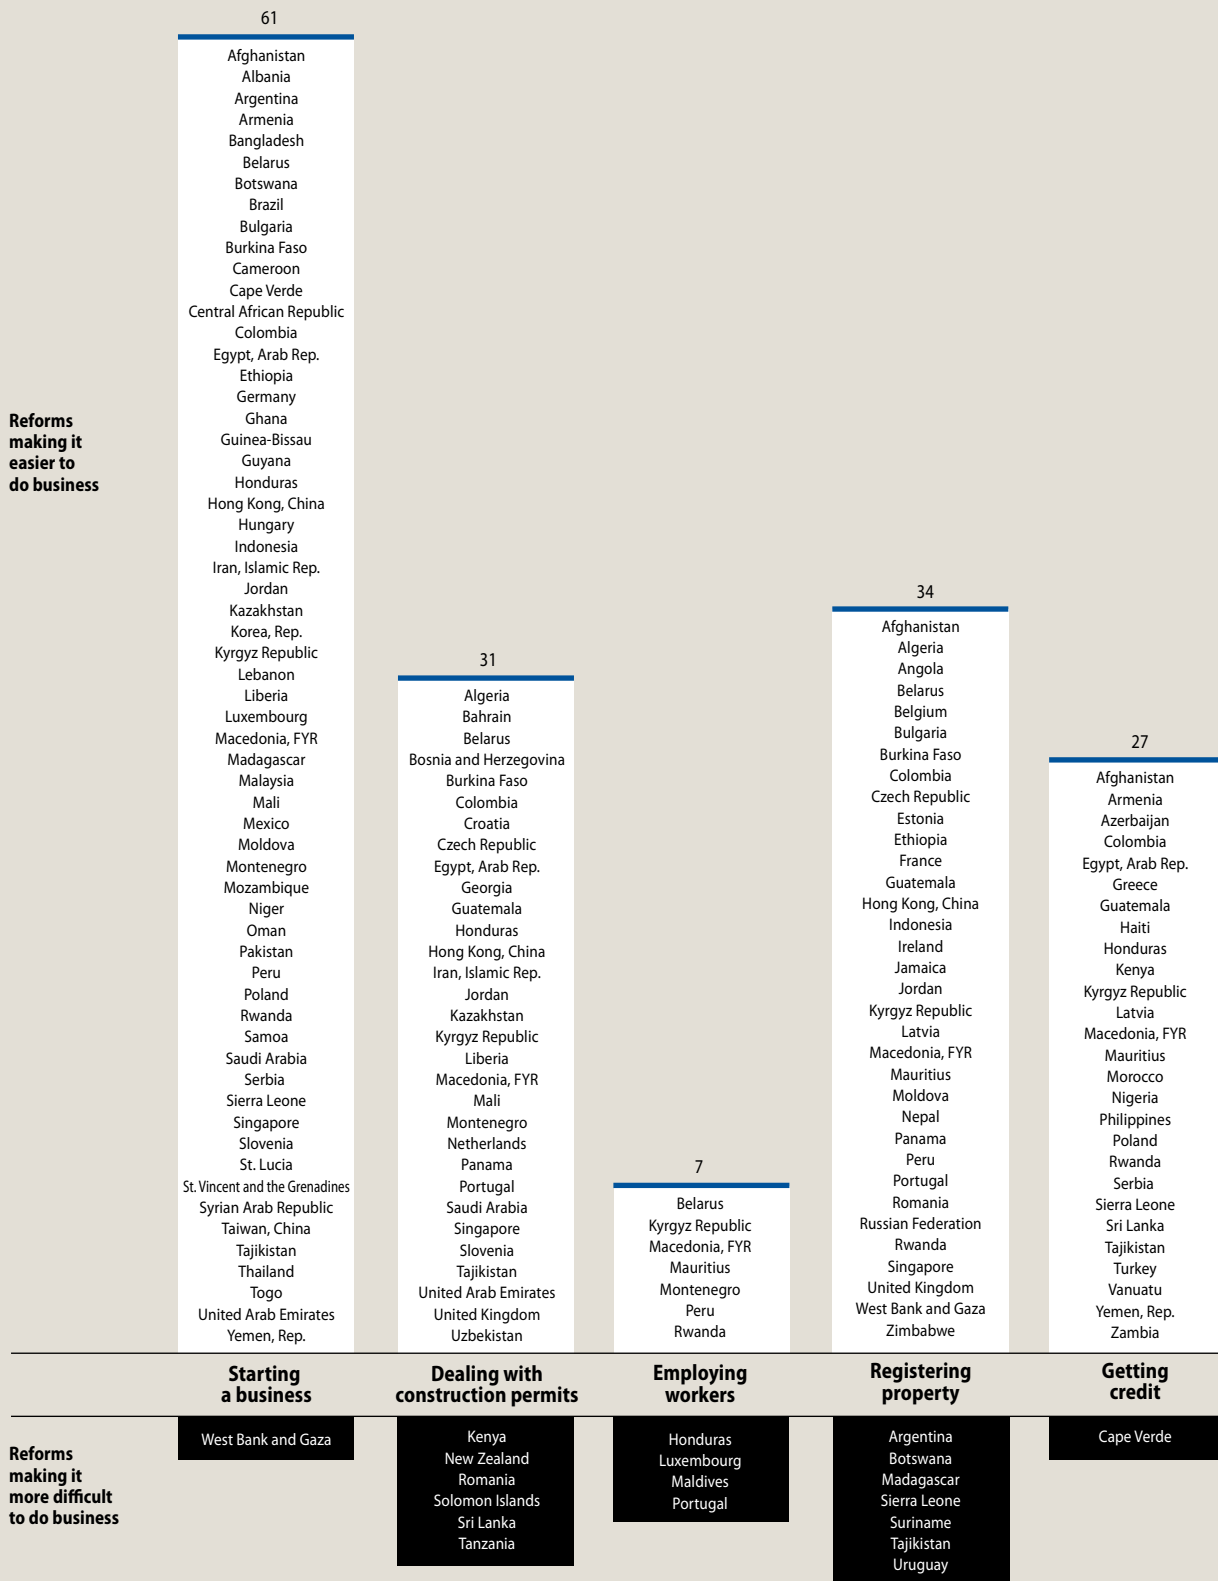 61
Afghanistan
Albania
Argentina
Armenia
Bangladesh
Belarus
Botswana
Brazil
Bulgaria
Burkina Faso
Cameroon
Cape Verde
Central African Republic
Colombia
Egypt, Arab Rep.
Ethiopia
Germany
Ghana
Guinea-Bissau
Guyana
Honduras
Hong Kong, China
Hungary
Indonesia
Iran, Islamic Rep.
Jordan
Kazakhstan
Korea, Rep.
Kyrgyz Republic
Lebanon
Liberia
Luxembourg
Macedonia, FYR
Madagascar
Malaysia
Mali
Mexico
Moldova
Montenegro
Mozambique
Niger
Oman
Pakistan
Peru
Poland
Rwanda
Samoa
Saudi Arabia
Serbia
Sierra Leone
Singapore
Slovenia
St. Lucia
St. Vincent and the Grenadines
Syrian Arab Republic
Taiwan, China
Tajikistan
Thailand
Togo
United Arab Emirates
Yemen, Rep.
Reforms
making it
easier to
do business
31
Algeria
Bahrain
Belarus
Bosnia and Herzegovina
Burkina Faso
Colombia
Croatia
Czech Republic
Egypt, Arab Rep.
Georgia
Guatemala
Honduras
Hong Kong, China
Iran, Islamic Rep.
Jordan
Kazakhstan
Kyrgyz Republic
Liberia
Macedonia, FYR
Mali
Montenegro
Netherlands
Panama
Portugal
Saudi Arabia
Singapore
Slovenia
Tajikistan
United Arab Emirates
United Kingdom
Uzbekistan
7
Belarus
Kyrgyz Republic
Macedonia, FYR
Mauritius
Montenegro
Peru
Rwanda
34
Afghanistan
Algeria
Angola
Belarus
Belgium
Bulgaria
Burkina Faso
Colombia
Czech Republic
Estonia
Ethiopia
France
Guatemala
Hong Kong, China
Indonesia
Ireland
Jamaica
Jordan
Kyrgyz Republic
Latvia
Macedonia, FYR
Mauritius
Moldova
Nepal
Panama
Peru
Portugal
Romania
Russian Federation
Rwanda
Singapore
United Kingdom
West Bank and Gaza
Zimbabwe
27
Afghanistan
Armenia
Azerbaijan
Colombia
Egypt, Arab Rep.
Greece
Guatemala
Haiti
Honduras
Kenya
Kyrgyz Republic
Latvia
Macedonia, FYR
Mauritius
Morocco
Nigeria
Philippines
Poland
Rwanda
Serbia
Sierra Leone
Sri Lanka
Tajikistan
Turkey
Vanuatu
Yemen, Rep.
Zambia
Starting
a business
Dealing with
construction permits
Employing
workers
Registering
property
Getting
credit
Reforms
making it
more difficult
to do business
West Bank and Gaza
Kenya
New Zealand
Romania
Solomon Islands
Sri Lanka
Tanzania
Honduras
Luxembourg
Maldives
Portugal
Argentina
Botswana
Madagascar
Sierra Leone
Suriname
Tajikistan
Uruguay
Cape Verde